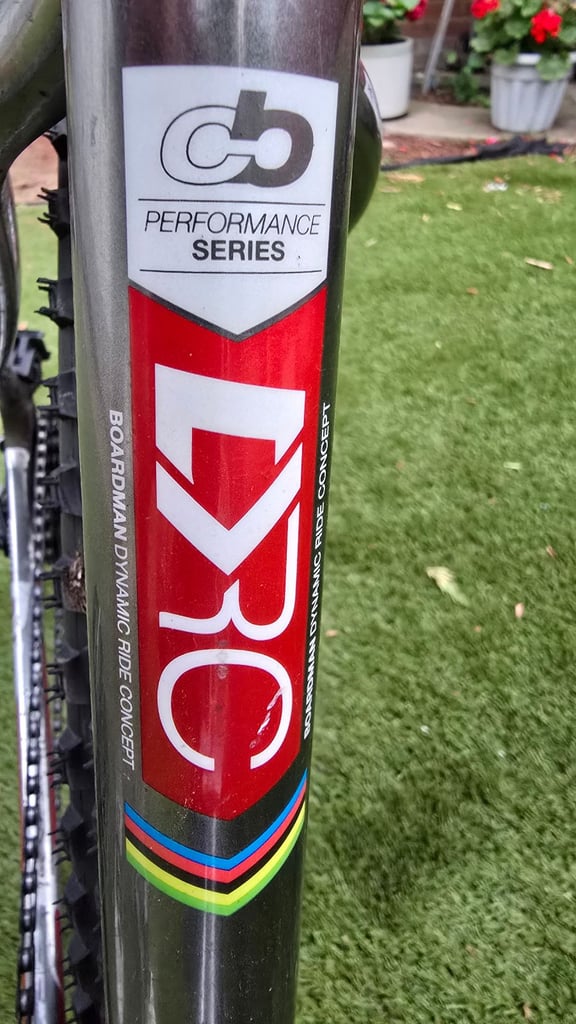 cb
PERFORMANCE
SERIES
DRC
BOARDMAN DYNAMIC RIDE CONCEPT
BOARDMAN DYNAMIC RIDE CONCEPT